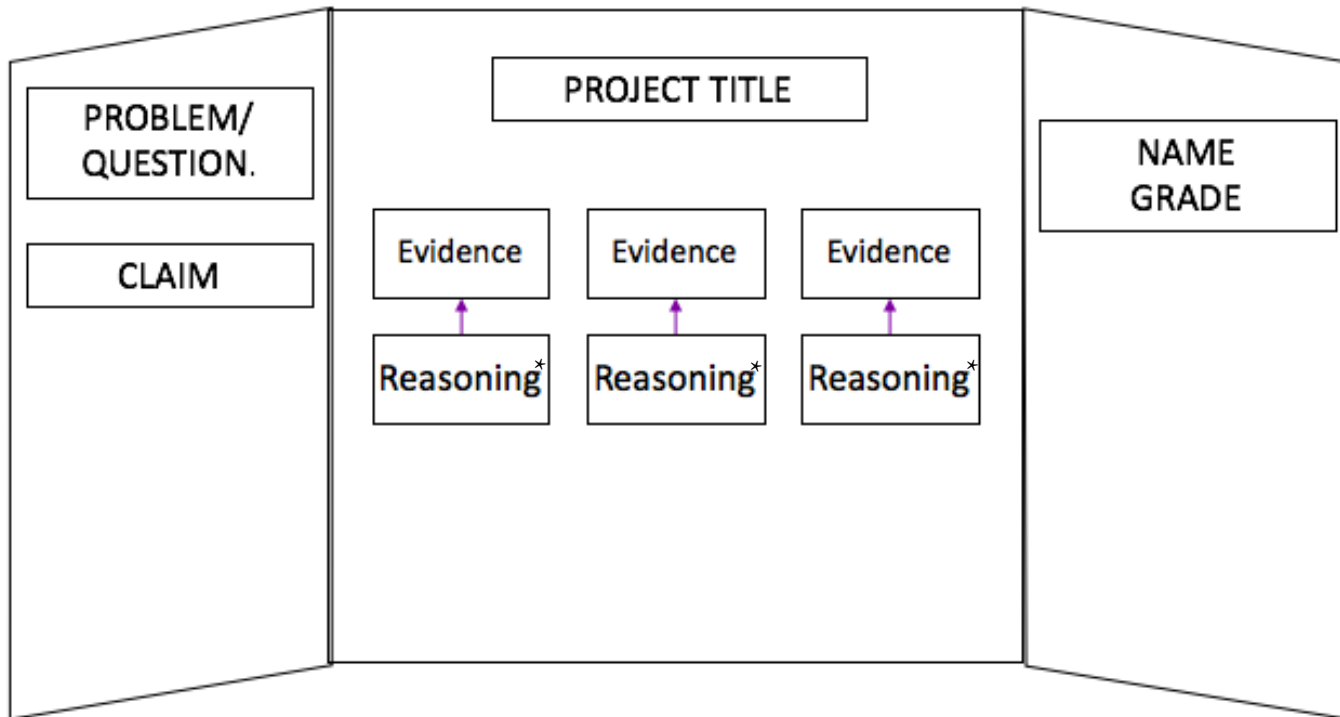 PROBLEM/
QUESTION.
CLAIM
PROJECT TITLE
Evidence
Evidence
Evidence
Reasoning*
Reasoning*
Reasoning*
NAME
GRADE